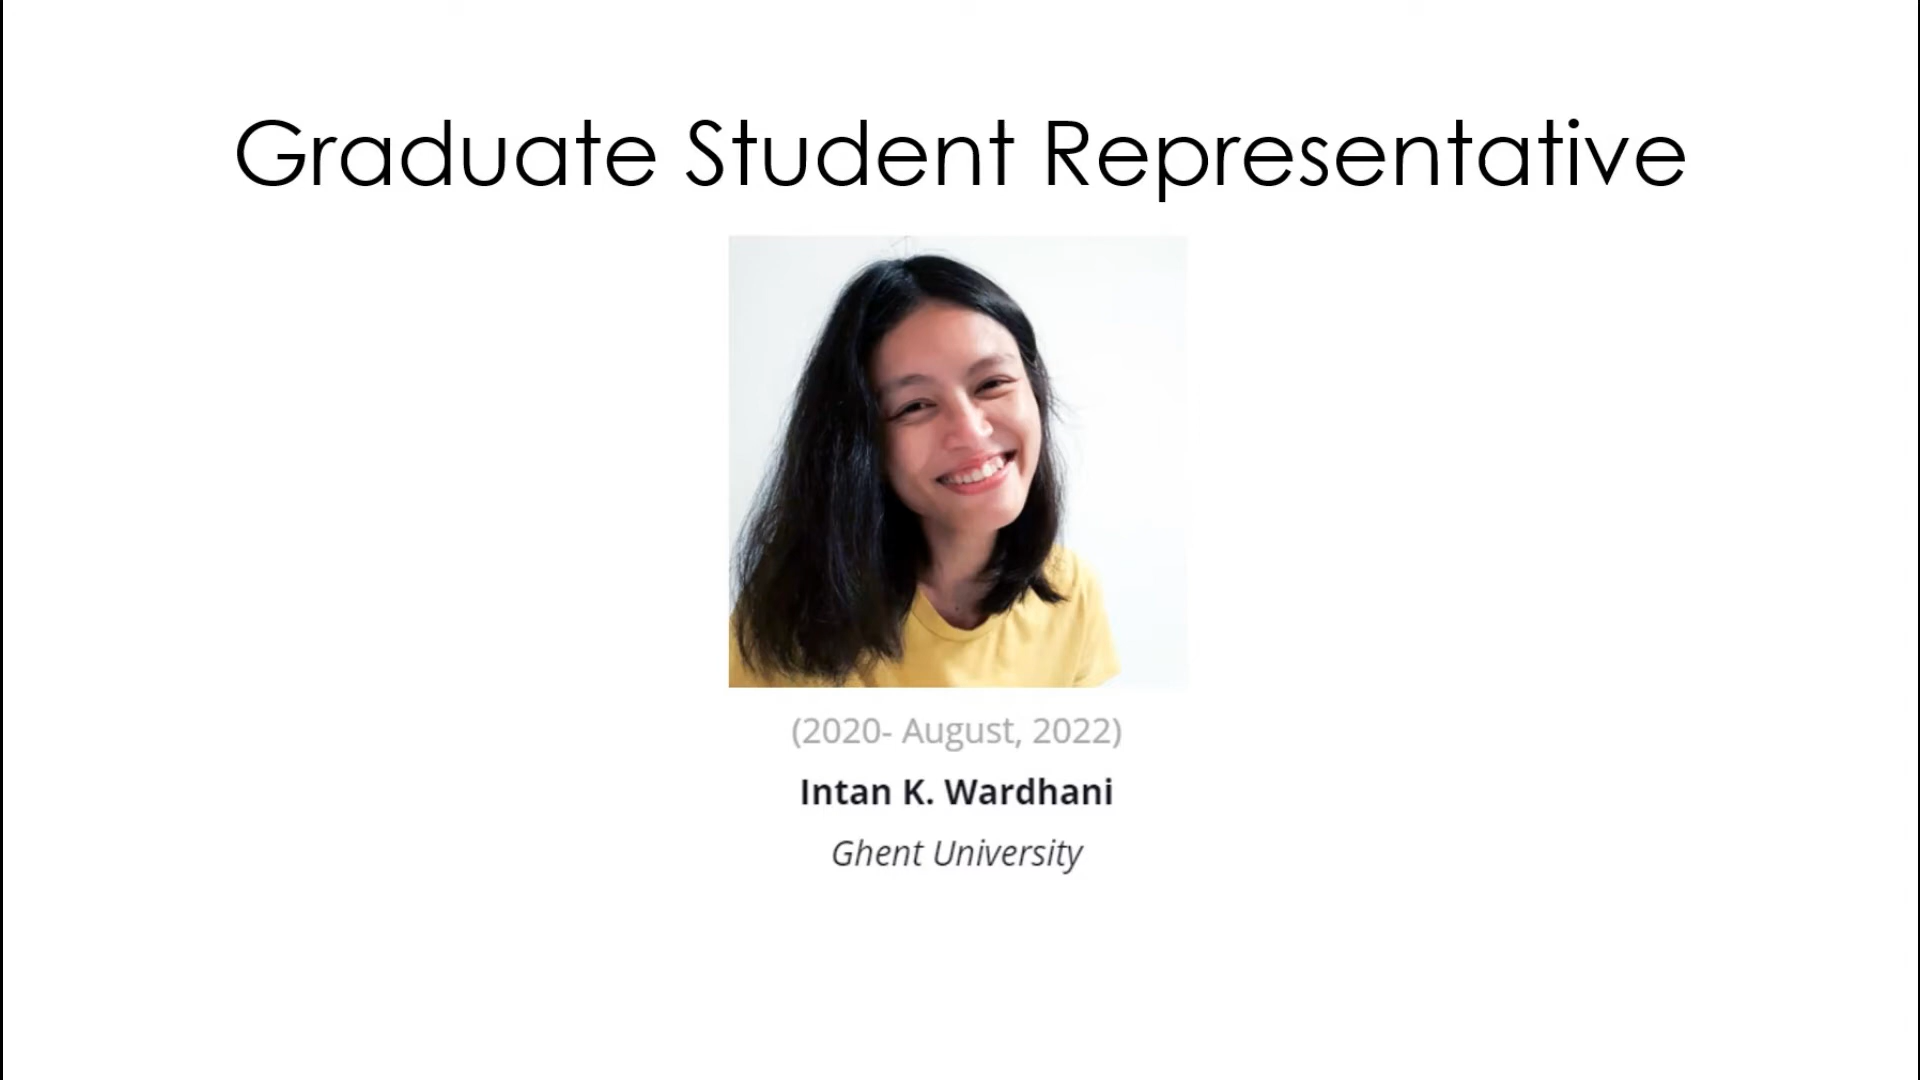 Graduate Student Representative
(2020- August, 2022)
Intan K. Wardhani
Ghent University